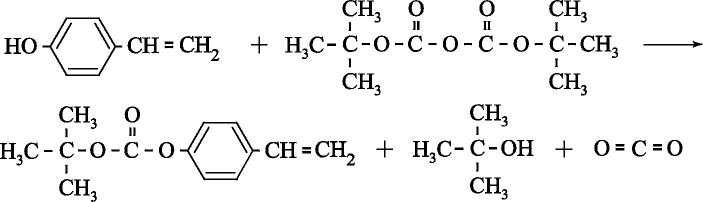 CH₃ O O CH₃
HO–⌬–CH=CH₂ + H₃C–C–O–C–O–C–O–C–CH₃ ⟶
CH₃ CH₃
CH₃ O CH₃
H₃C–C–O–C–O–⌬–CH=CH₂ + H₃C–C–OH + O=C=O
CH₃ CH₃